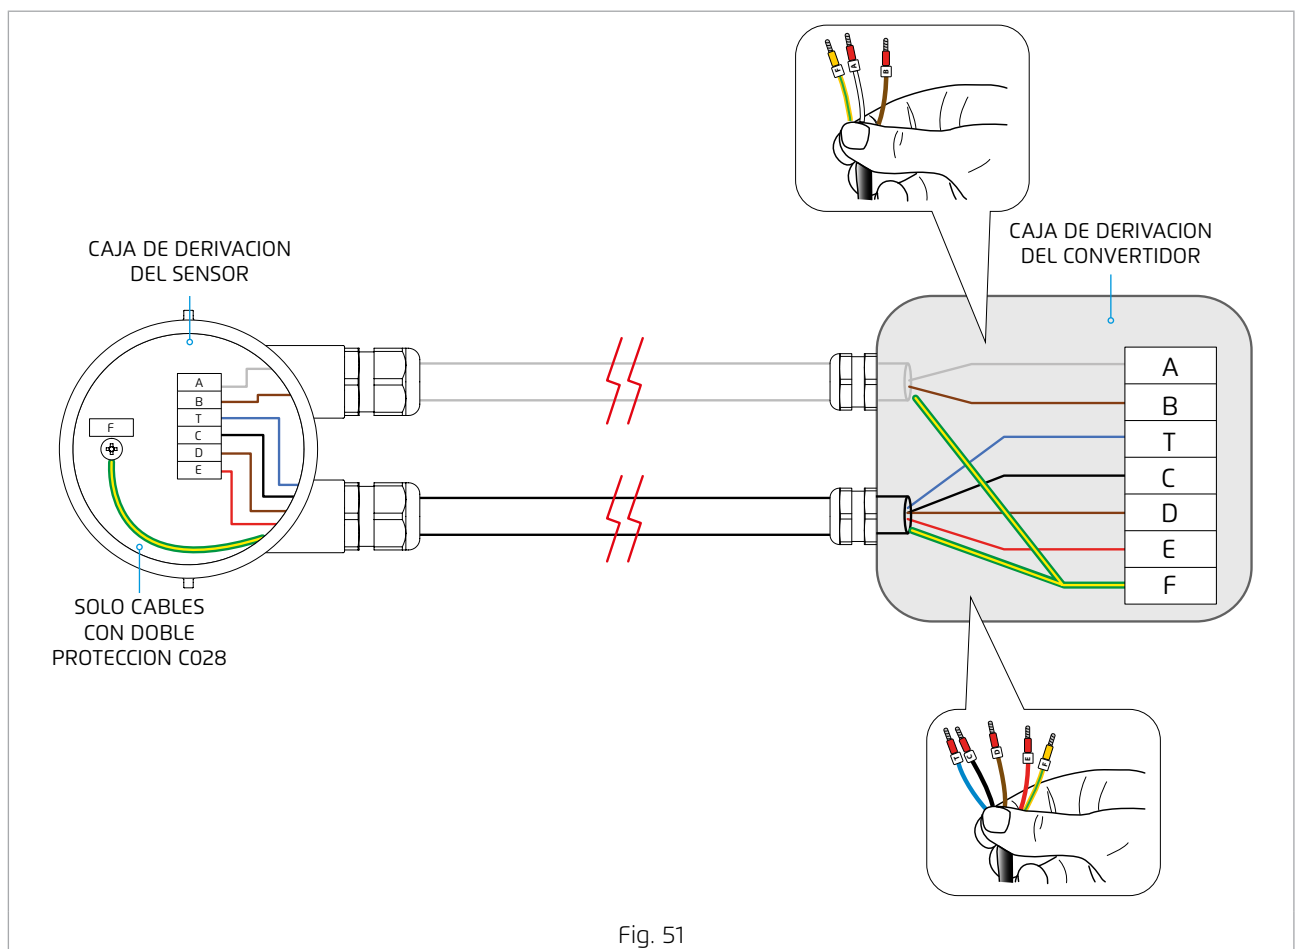 F
A
B
CAJA DE DERIVACION
DEL SENSOR
CAJA DE DERIVACION
DEL CONVERTIDOR
A
B
T
C
D
E
F
A
B
T
C
D
E
F
SOLO CABLES
CON DOBLE
PROTECCION C028
T
C
D
E
F
Fig. 51